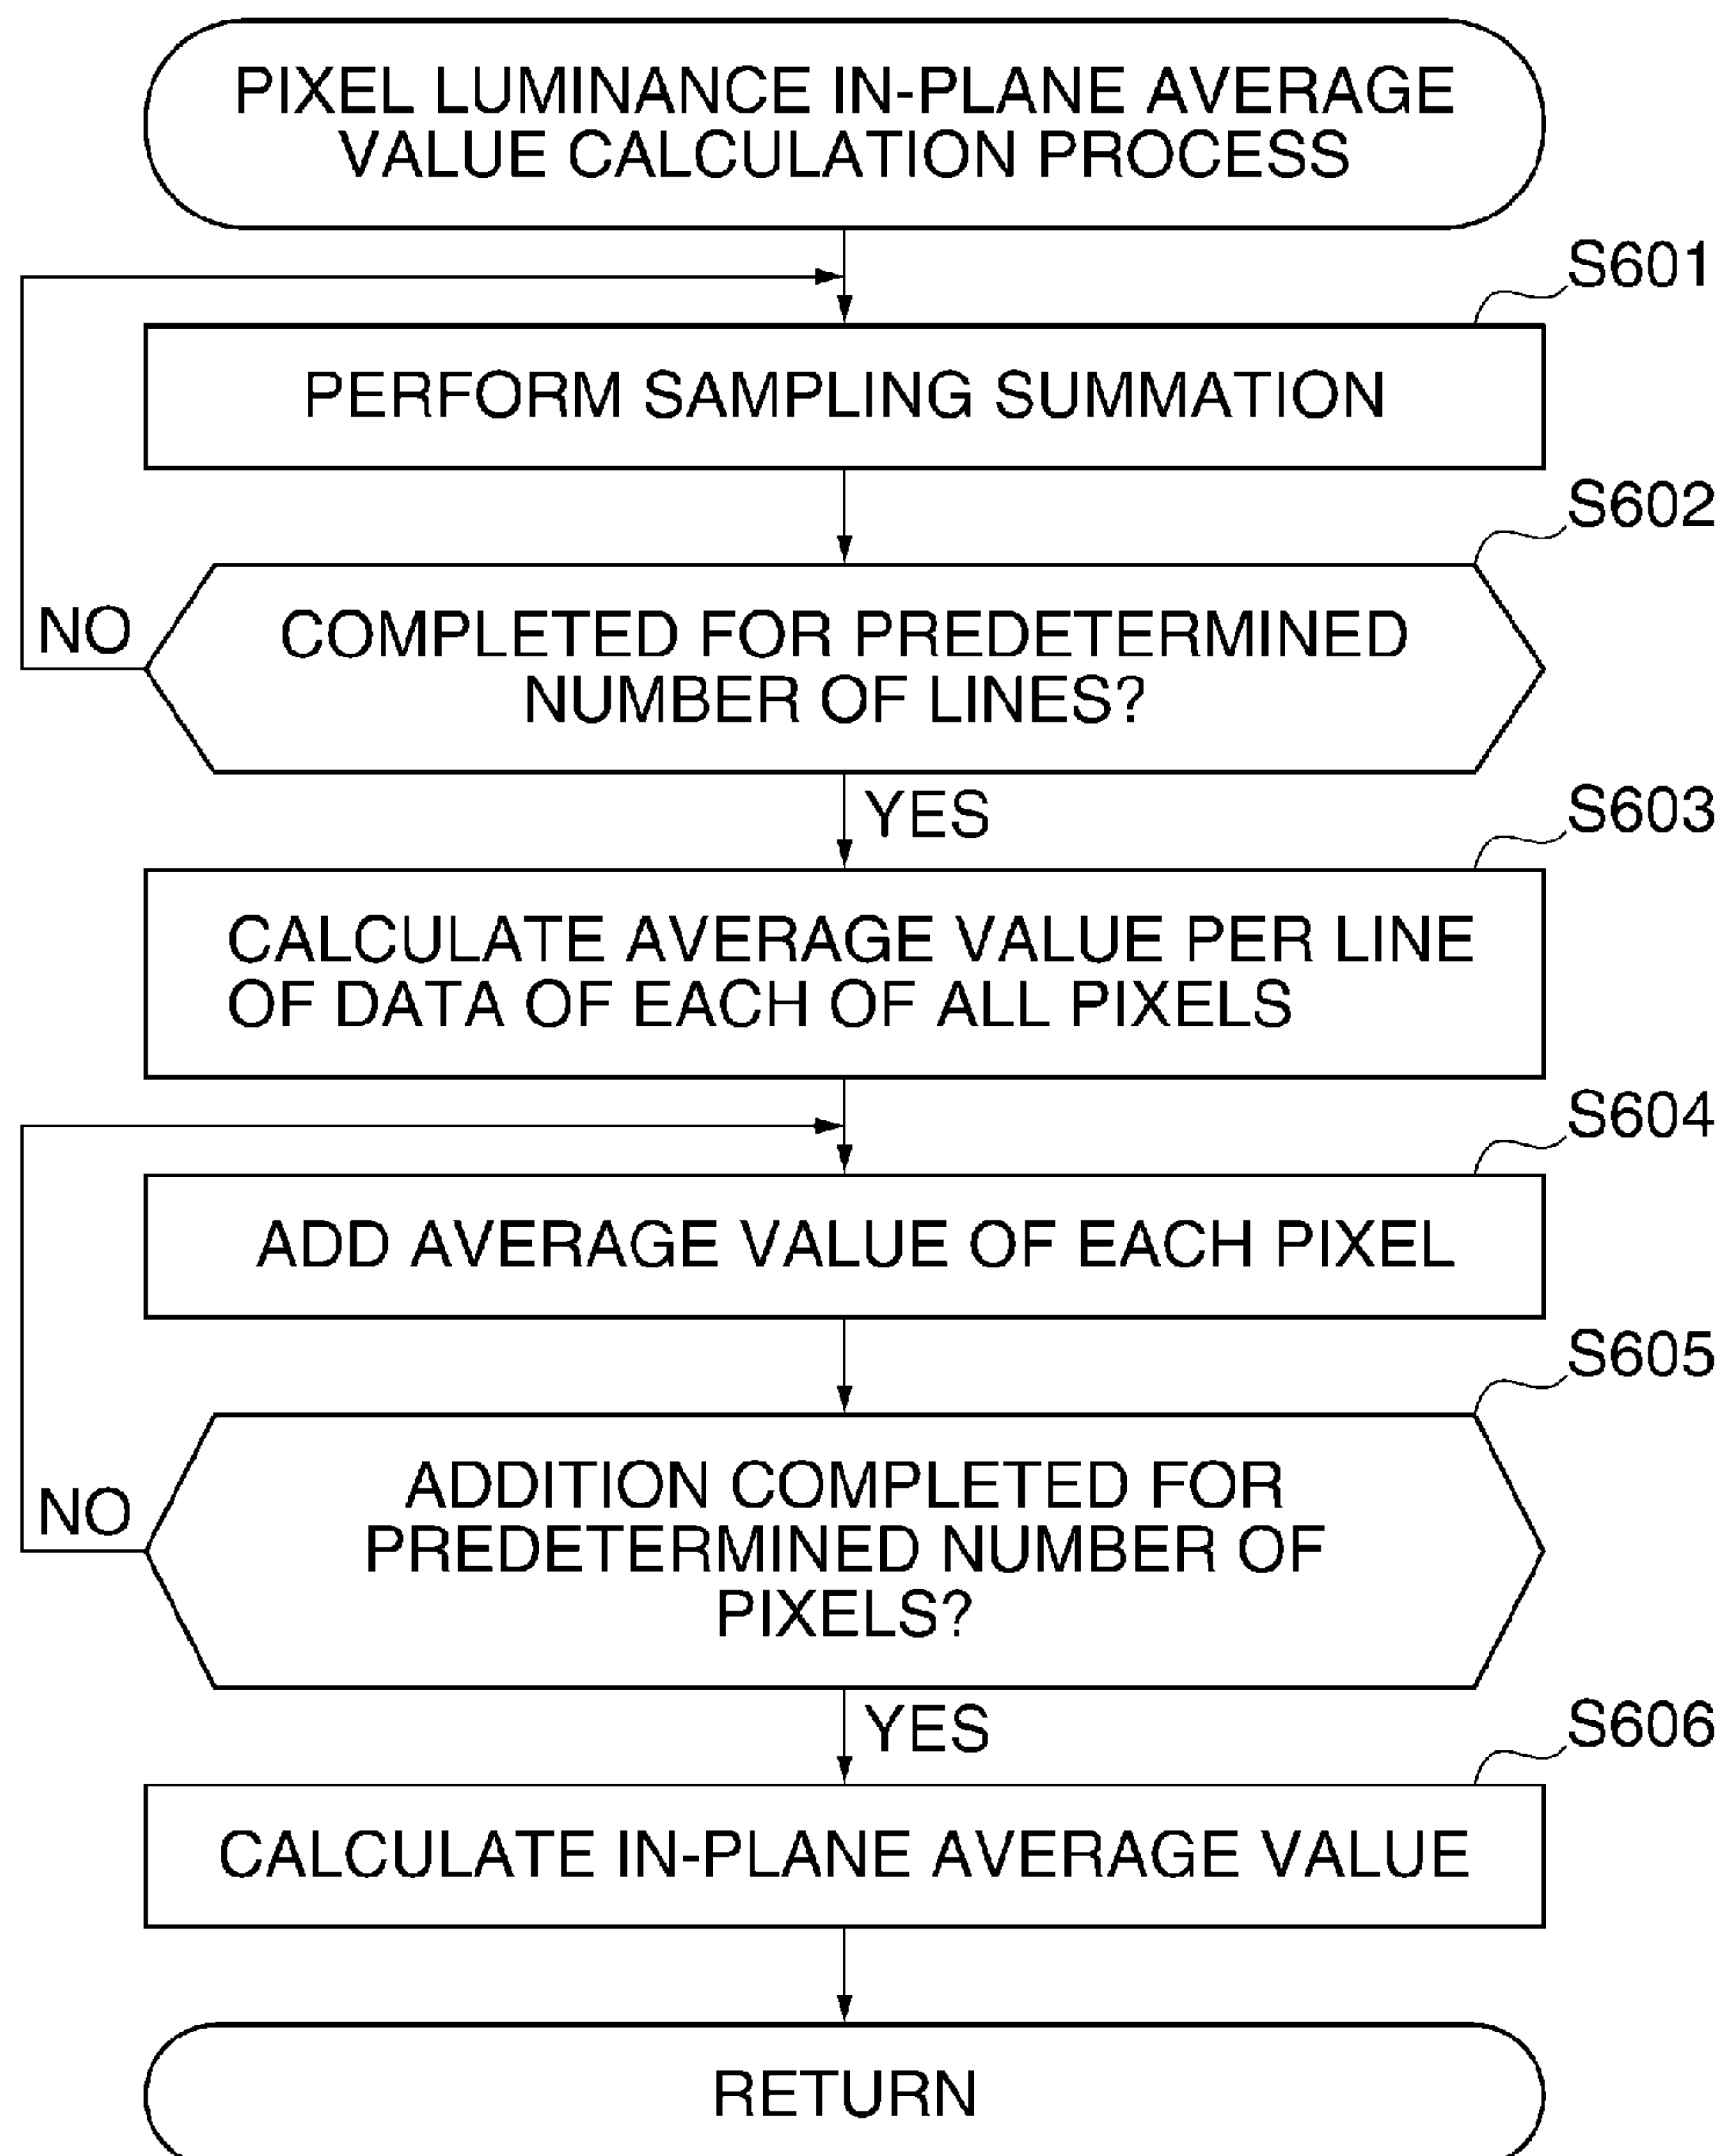 PIXEL LUMINANCE IN-PLANE AVERAGE
VALUE CALCULATION PROCESS
S601
PERFORM SAMPLING SUMMATION
S602
NO
COMPLETED FOR PREDETERMINED
NUMBER OF LINES?
YES
S603
CALCULATE AVERAGE VALUE PER LINE
OF DATA OF EACH OF ALL PIXELS
S604
ADD AVERAGE VALUE OF EACH PIXEL
S605
NO
ADDITION COMPLETED FOR
PREDETERMINED NUMBER OF
PIXELS?
YES
S606
CALCULATE IN-PLANE AVERAGE VALUE
RETURN